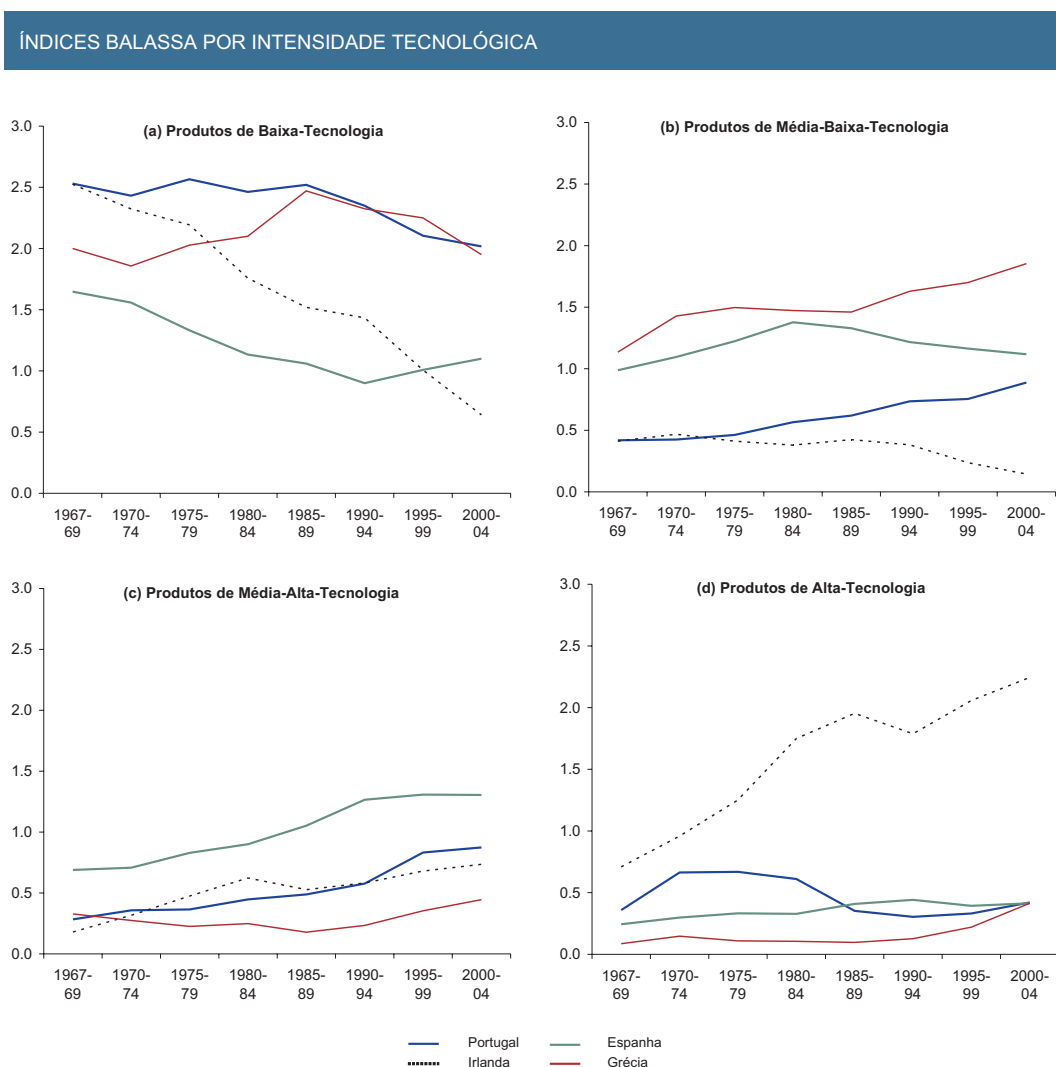 ÍNDICES BALASSA POR INTENSIDADE TECNOLÓGICA
(a) Produtos de Baixa-Tecnologia
3.0
2.5
2.0
1.5
1.0
0.5
0.0
1967-69 1970-74 1975-79 1980-84 1985-89 1990-94 1995-99 2000-04
(b) Produtos de Média-Baixa-Tecnologia
3.0
2.5
2.0
1.5
1.0
0.5
0.0
1967-69 1970-74 1975-79 1980-84 1985-89 1990-94 1995-99 2000-04
(c) Produtos de Média-Alta-Tecnologia
3.0
2.5
2.0
1.5
1.0
0.5
0.0
1967-69 1970-74 1975-79 1980-84 1985-89 1990-94 1995-99 2000-04
(d) Produtos de Alta-Tecnologia
3.0
2.5
2.0
1.5
1.0
0.5
0.0
1967-69 1970-74 1975-79 1980-84 1985-89 1990-94 1995-99 2000-04
Portugal Espanha
Irlanda Grécia